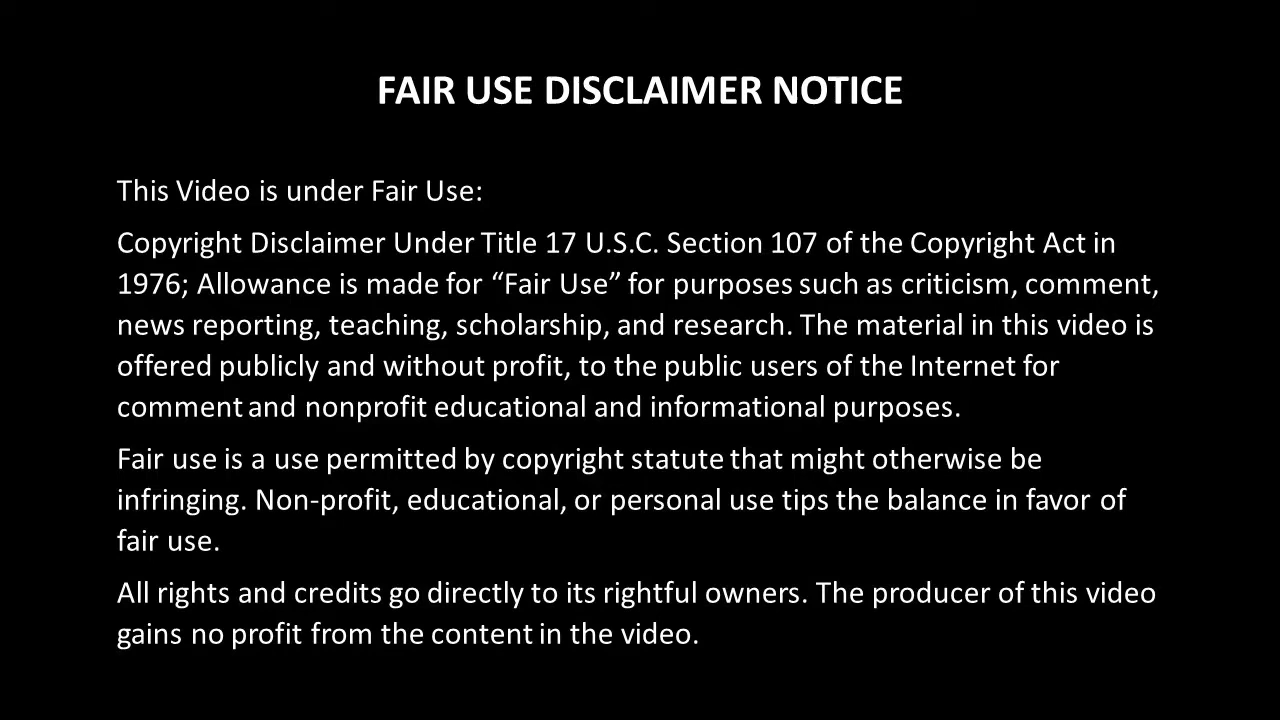 FAIR USE DISCLAIMER NOTICE
This Video is under Fair Use:
Copyright Disclaimer Under Title 17 U.S.C. Section 107 of the Copyright Act in
1976; Allowance is made for “Fair Use” for purposes such as criticism, comment,
news reporting, teaching, scholarship, and research. The material in this video is
offered publicly and without profit, to the public users of the Internet for
comment and nonprofit educational and informational purposes.
Fair use is a use permitted by copyright statute that might otherwise be
infringing. Non-profit, educational, or personal use tips the balance in favor of
fair use.
All rights and credits go directly to its rightful owners. The producer of this video
gains no profit from the content in the video.